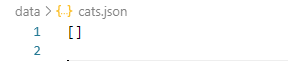 data > {..} cats.json
1 []
2